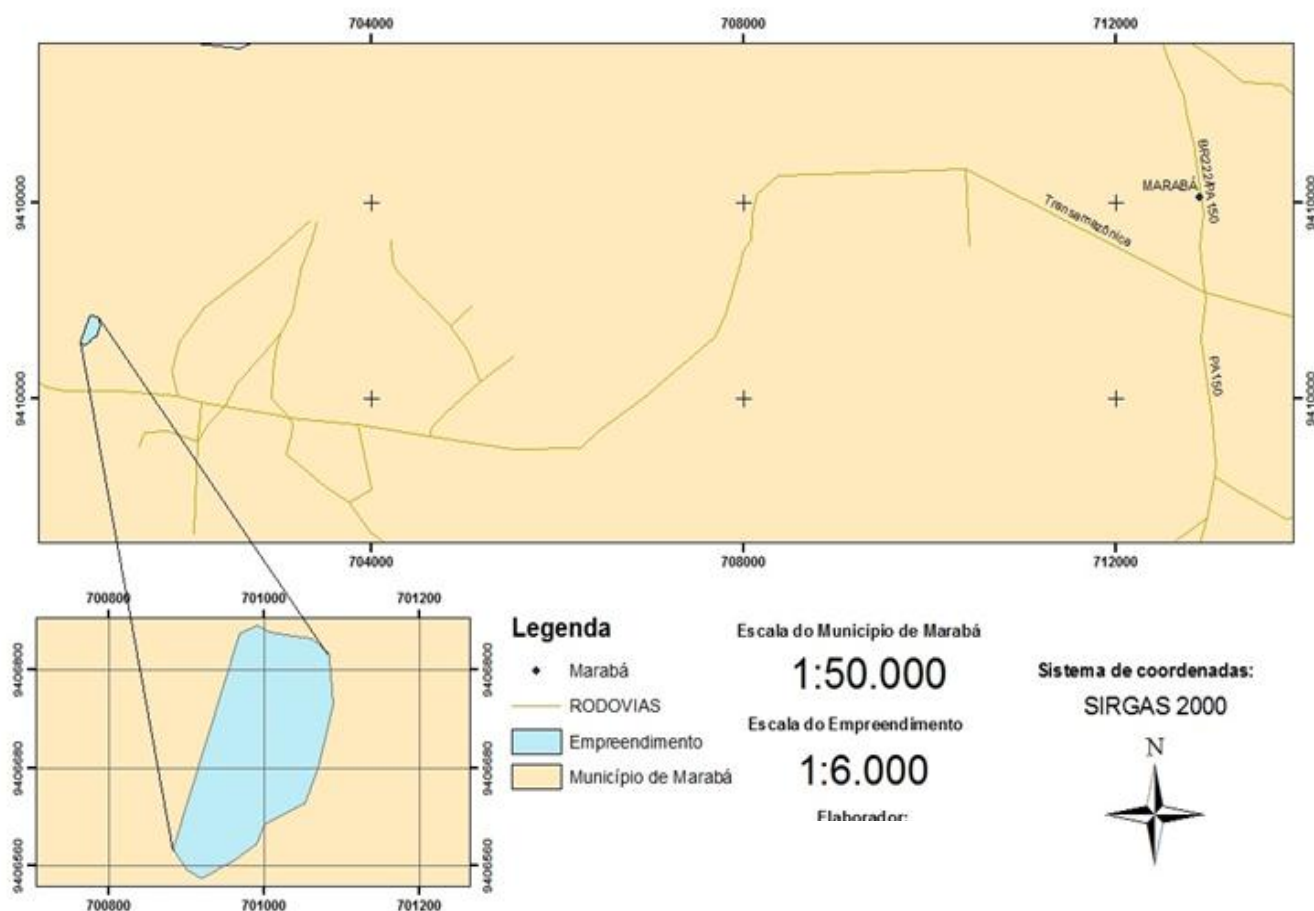 704000
708000
712000
9410000
9410000
BR222/PA150
MARABÁ
Transamazônica
9410000
9410000
PA150
704000
708000
712000
700800
701000
701200
9406800
9406800
9406680
9406680
9406560
9406560
700800
701000
701200
Legenda
Marabá
RODOVIAS
Empreendimento
Município de Marabá
Escala do Município de Marabá
1:50.000
Escala do Empreendimento
1:6.000
Elaborador:
Sistema de coordenadas:
SIRGAS 2000
N